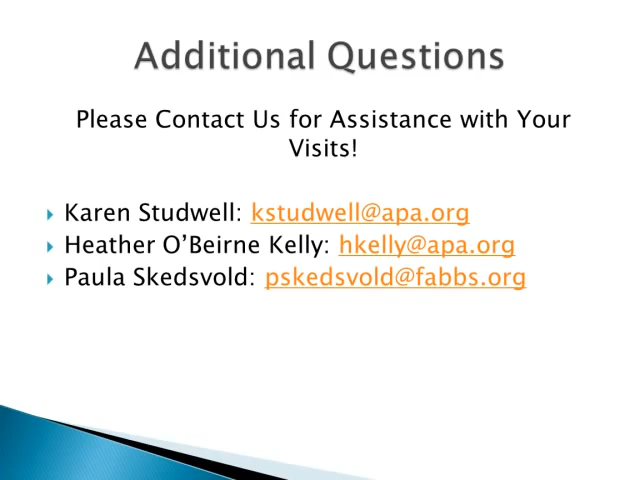 Additional Questions
Please Contact Us for Assistance with Your
Visits!
Karen Studwell: kstudwell@apa.org
Heather O’Beirne Kelly: hkelly@apa.org
Paula Skedsvold: pskedsvold@fabbs.org